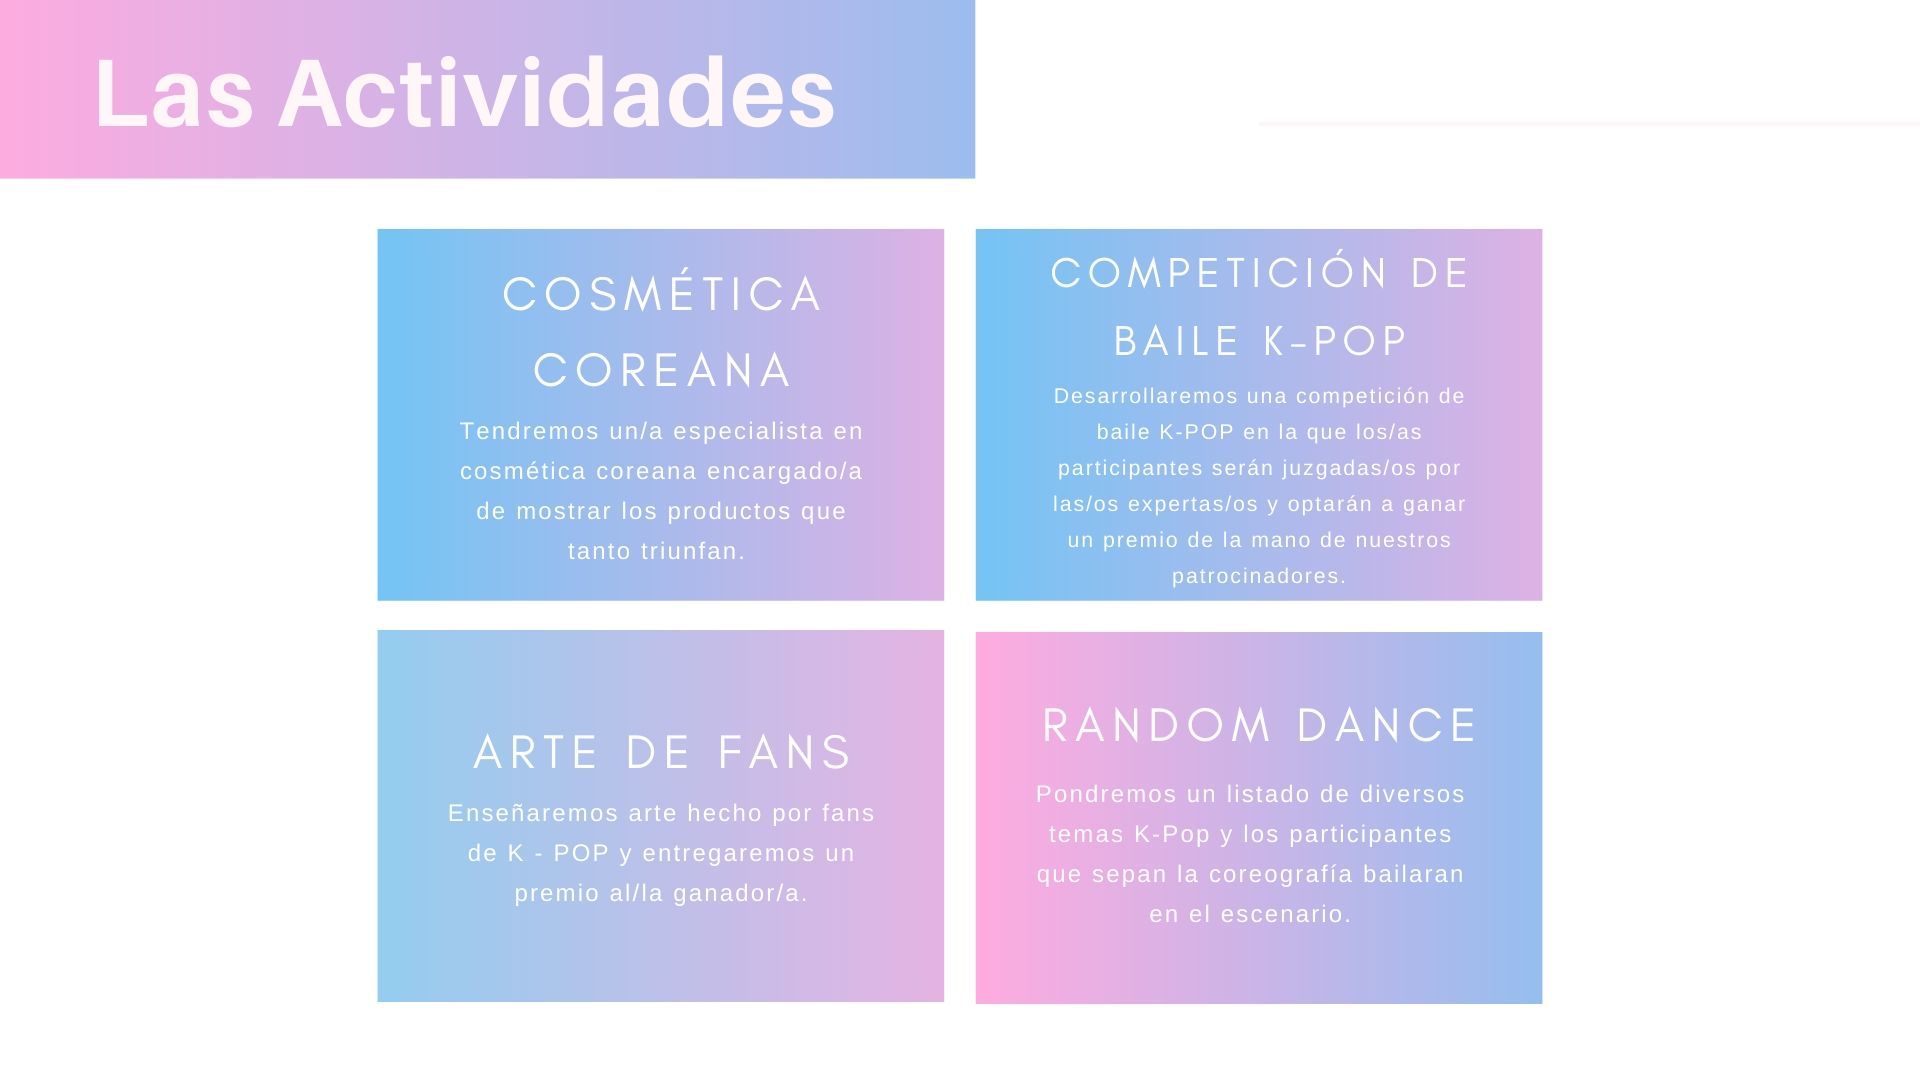 Las Actividades
COSMÉTICA
COREANA
Tendremos un/a especialista en
cosmética coreana encargado/a
de mostrar los productos que
tanto triunfan.
COMPETICIÓN DE
BAILE K-POP
Desarrollaremos una competición de
baile K-POP en la que los/as
participantes serán juzgadas/os por
las/os expertas/os y optarán a ganar
un premio de la mano de nuestros
patrocinadores.
ARTE DE FANS
Enseñaremos arte hecho por fans
de K - POP y entregaremos un
premio al/la ganador/a.
RANDOM DANCE
Pondremos un listado de diversos
temas K-Pop y los participantes
que sepan la coreografía bailaran
en el escenario.